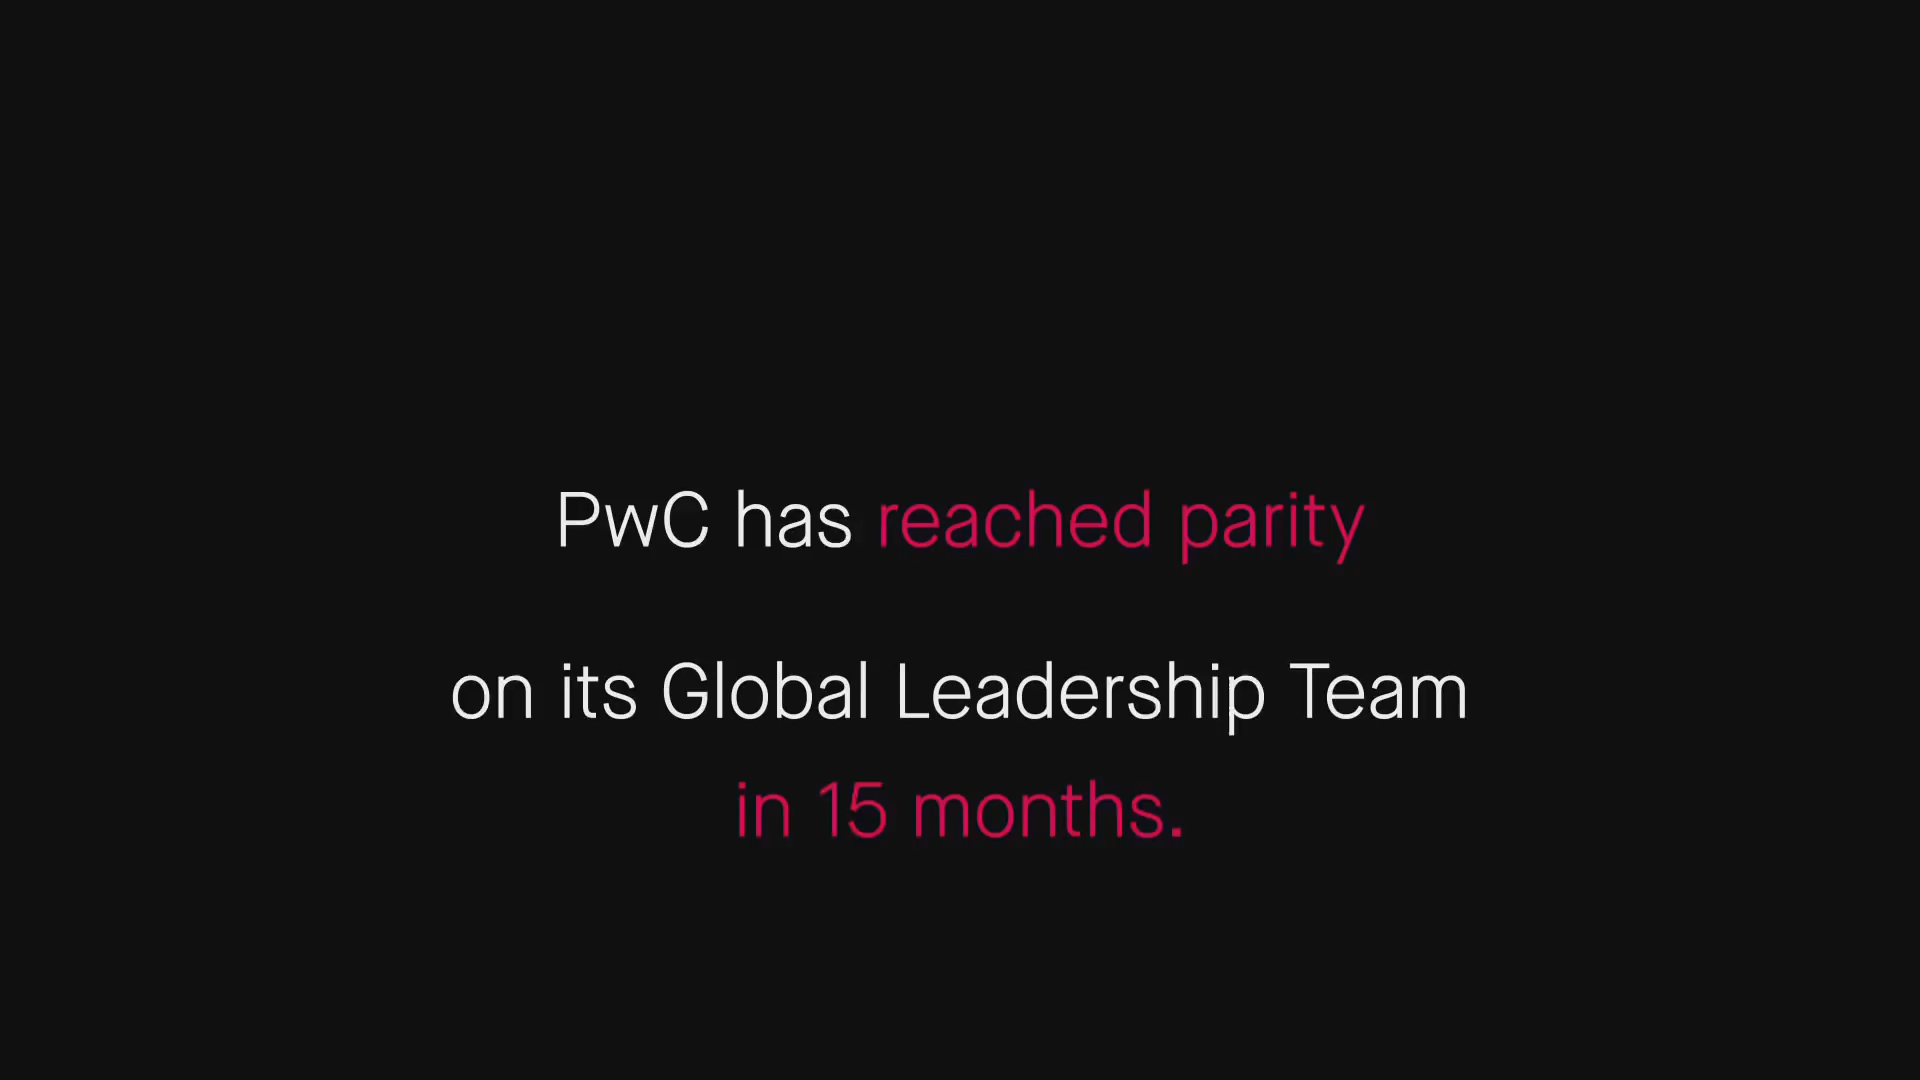 PwC has reached parity
on its Global Leadership Team
in 15 months.